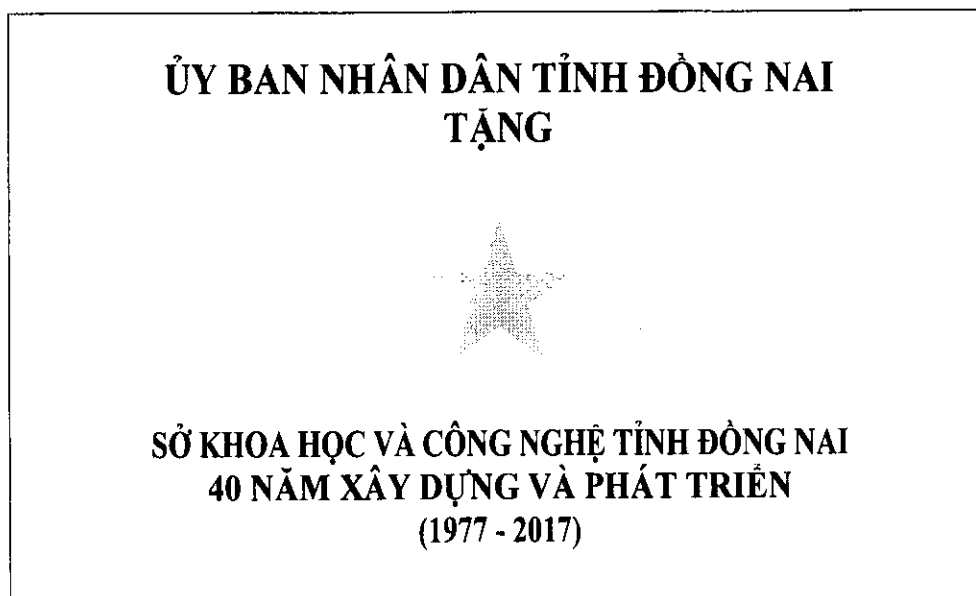 ỦY BAN NHÂN DÂN TỈNH ĐỒNG NAI
TẶNG
SỞ KHOA HỌC VÀ CÔNG NGHỆ TỈNH ĐỒNG NAI
40 NĂM XÂY DỰNG VÀ PHÁT TRIỂN
(1977 - 2017)